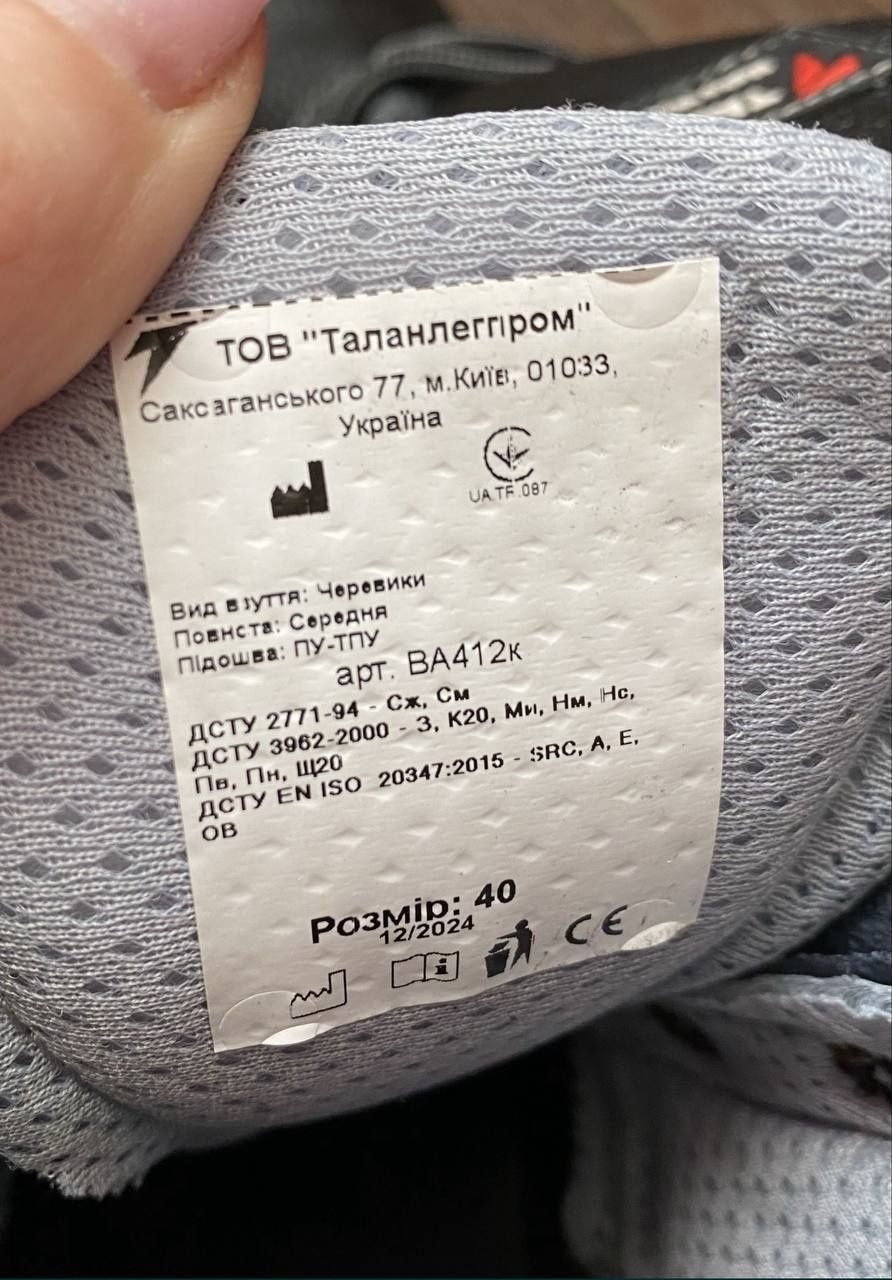 ТОВ "Таланлегпром"
Саксаганського 77, м.Київ, 01033,
Україна
UA.TR.087
Вид взуття: Черевики
Повнста: Середня
Підошва: ПУ-ТПУ
арт. ВА412к
ДСТУ 2771-94 - Сж, См
ДСТУ 3962-2000 - З, К20, Ми, Нм, Нс,
Пв, Пн, Щ20
ДСТУ EN ISO 20347:2015 - SRC, A, E,
OB
Розмір: 40
12/2024
CE